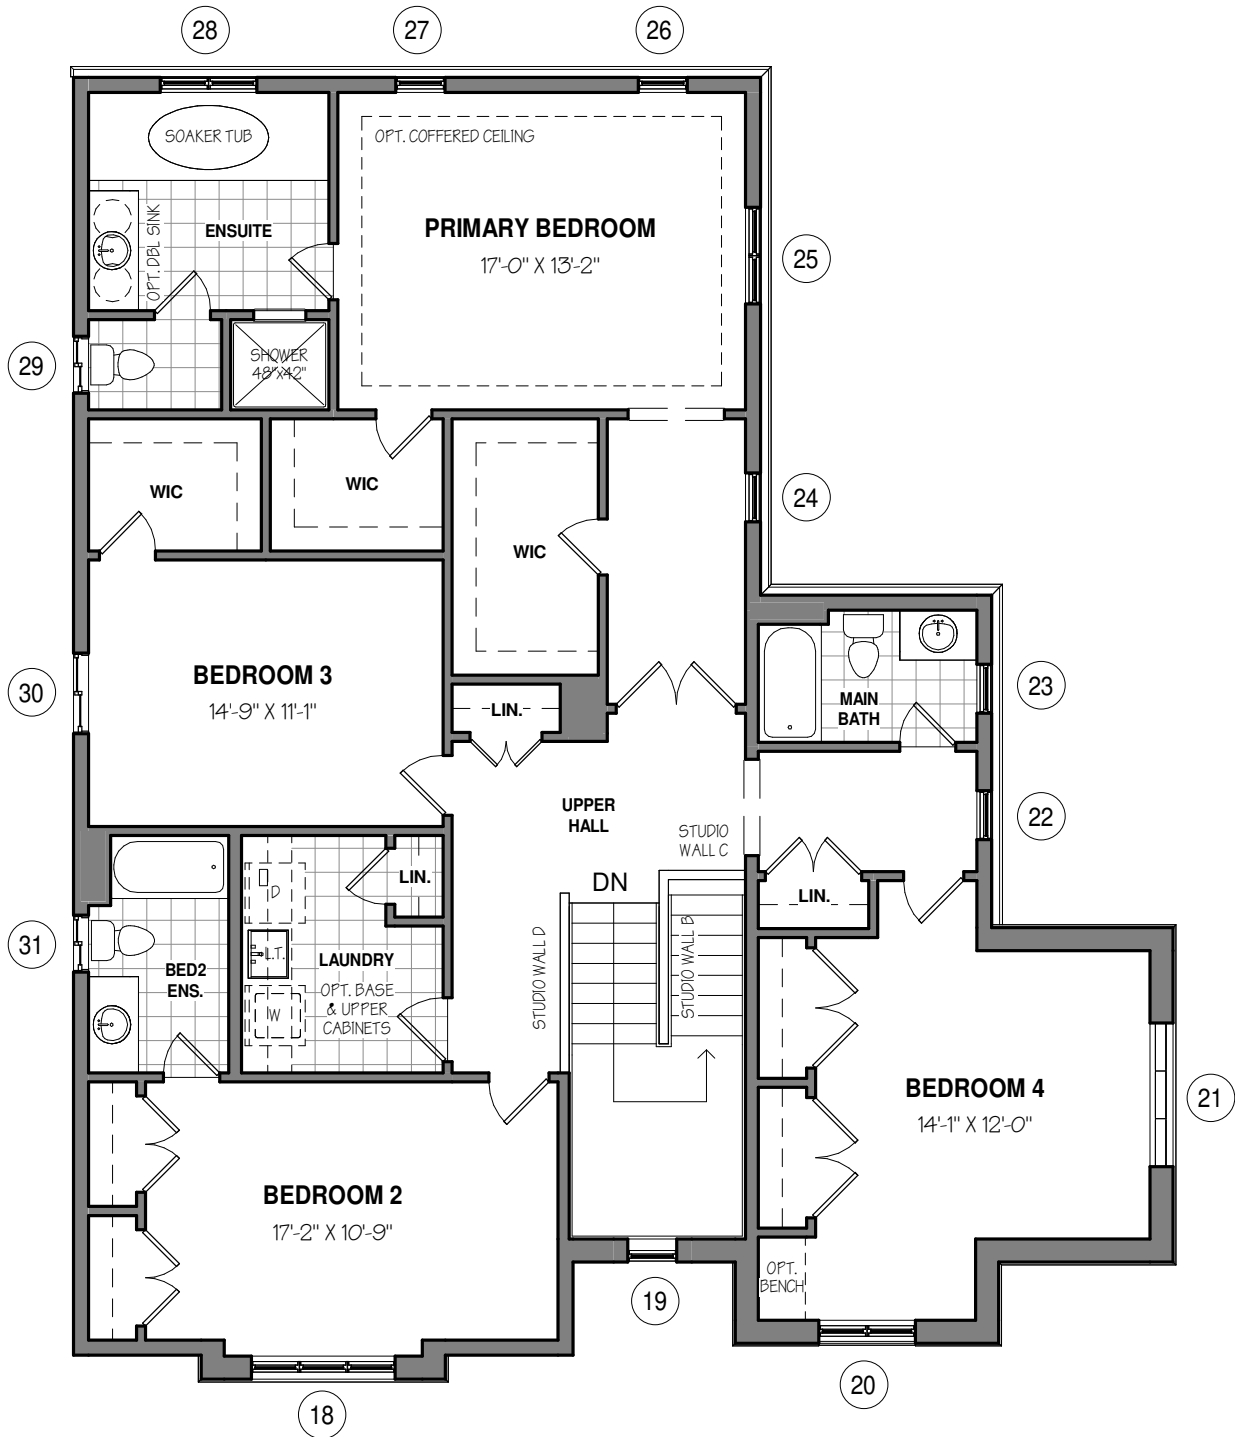 28
27
26
SOAKER TUB
OPT. COFFERED CEILING
ENSUITE
OPT. DBL SINK
PRIMARY BEDROOM
17'-0" X 13'-2"
25
29
SHOWER
48"X42"
WIC
WIC
WIC
24
BEDROOM 3
14'-9" X 11'-1"
30
LIN.
MAIN
BATH
23
UPPER
HALL
STUDIO
WALL C
22
LIN.
D
LIN.
DN
STUDIO WALL D
STUDIO WALL B
31
BED2
ENS.
L.T.
LAUNDRY
OPT. BASE
& UPPER
CABINETS
W
BEDROOM 4
14'-1" X 12'-0"
21
BEDROOM 2
17'-2" X 10'-9"
OPT.
BENCH
19
20
18